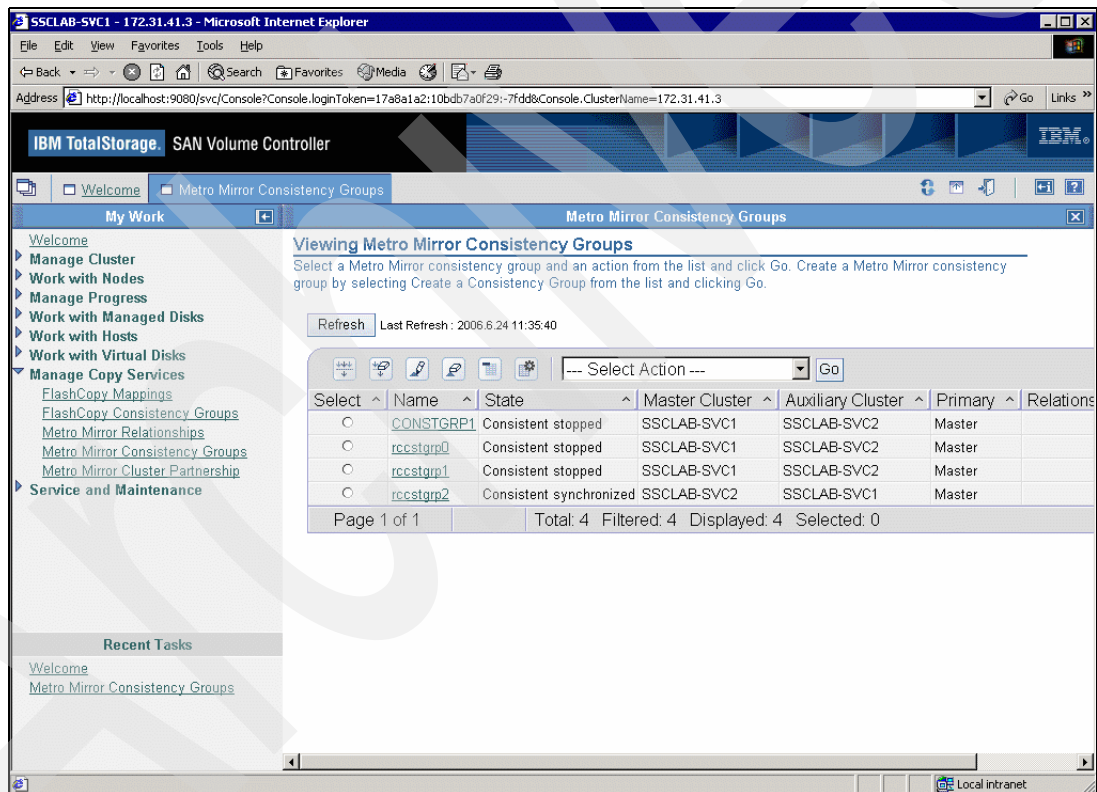 SSCLAB-SVC1 - 172.31.41.3 - Microsoft Internet Explorer
File Edit View Favorites Tools Help
Back Search Favorites Media
Address http://localhost:9080/svc/Console?Console.loginToken=17a8a1a2:10bdb7a0f29:-7fdd&Console.ClusterName=172.31.41.3 Go Links »
IBM TotalStorage. SAN Volume Controller IBM.
Welcome Metro Mirror Consistency Groups
My Work
Metro Mirror Consistency Groups
Welcome
Manage Cluster
Work with Nodes
Manage Progress
Work with Managed Disks
Work with Hosts
Work with Virtual Disks
Manage Copy Services
FlashCopy Mappings
FlashCopy Consistency Groups
Metro Mirror Relationships
Metro Mirror Consistency Groups
Metro Mirror Cluster Partnership
Service and Maintenance
Recent Tasks
Welcome
Metro Mirror Consistency Groups
Viewing Metro Mirror Consistency Groups
Select a Metro Mirror consistency group and an action from the list and click Go. Create a Metro Mirror consistency
group by selecting Create a Consistency Group from the list and clicking Go.
Refresh Last Refresh : 2006.6.24 11:35:40
--- Select Action --- Go
Select Name State Master Cluster Auxiliary Cluster Primary Relations
CONSTGRP1 Consistent stopped SSCLAB-SVC1 SSCLAB-SVC2 Master
rccstgrp0 Consistent stopped SSCLAB-SVC1 SSCLAB-SVC2 Master
rccstgrp1 Consistent stopped SSCLAB-SVC1 SSCLAB-SVC2 Master
rccstgrp2 Consistent synchronized SSCLAB-SVC2 SSCLAB-SVC1 Master
Page 1 of 1 Total: 4 Filtered: 4 Displayed: 4 Selected: 0
Local intranet